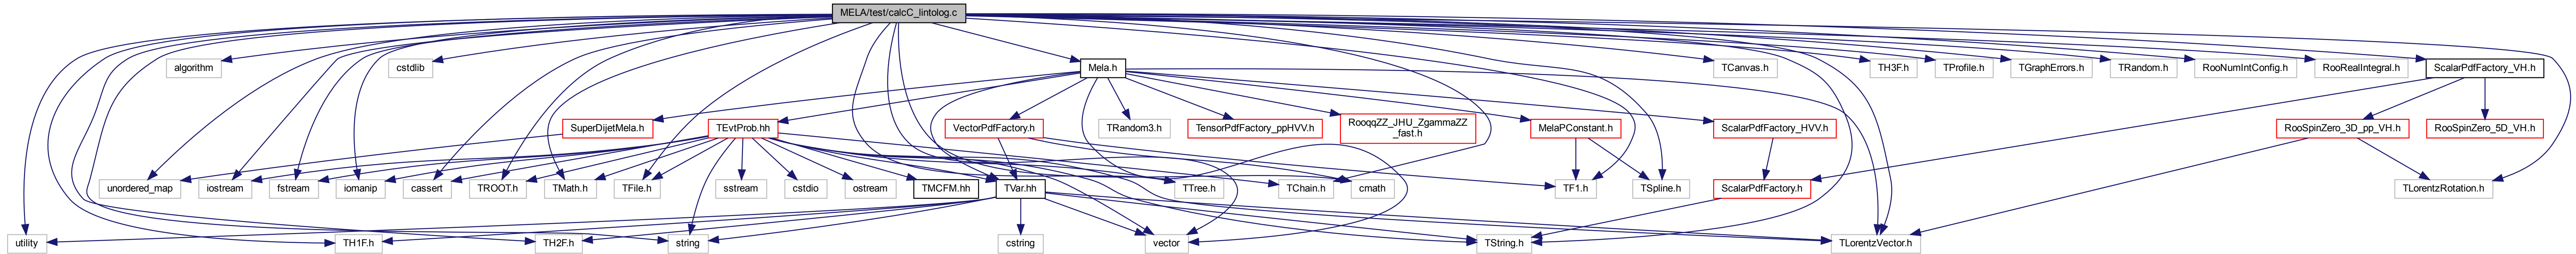 MELA/test/calcC_lintolog.c
algorithm
cstdlib
Mela.h
TCanvas.h
TH3F.h
TProfile.h
TGraphErrors.h
TRandom.h
RooNumIntConfig.h
RooRealIntegral.h
ScalarPdfFactory_VH.h
SuperDijetMela.h
TEvtProb.hh
VectorPdfFactory.h
TRandom3.h
TensorPdfFactory_ppHVV.h
RooqqZZ_JHU_ZgammaZZ
_fast.h
MelaPConstant.h
ScalarPdfFactory_HVV.h
RooSpinZero_3D_pp_VH.h
RooSpinZero_5D_VH.h
unordered_map
iostream
fstream
iomanip
cassert
TROOT.h
TMath.h
TFile.h
sstream
cstdio
ostream
TMCFM.hh
TVar.hh
TTree.h
TChain.h
cmath
TF1.h
TSpline.h
ScalarPdfFactory.h
TLorentzRotation.h
utility
TH1F.h
TH2F.h
string
cstring
vector
TString.h
TLorentzVector.h